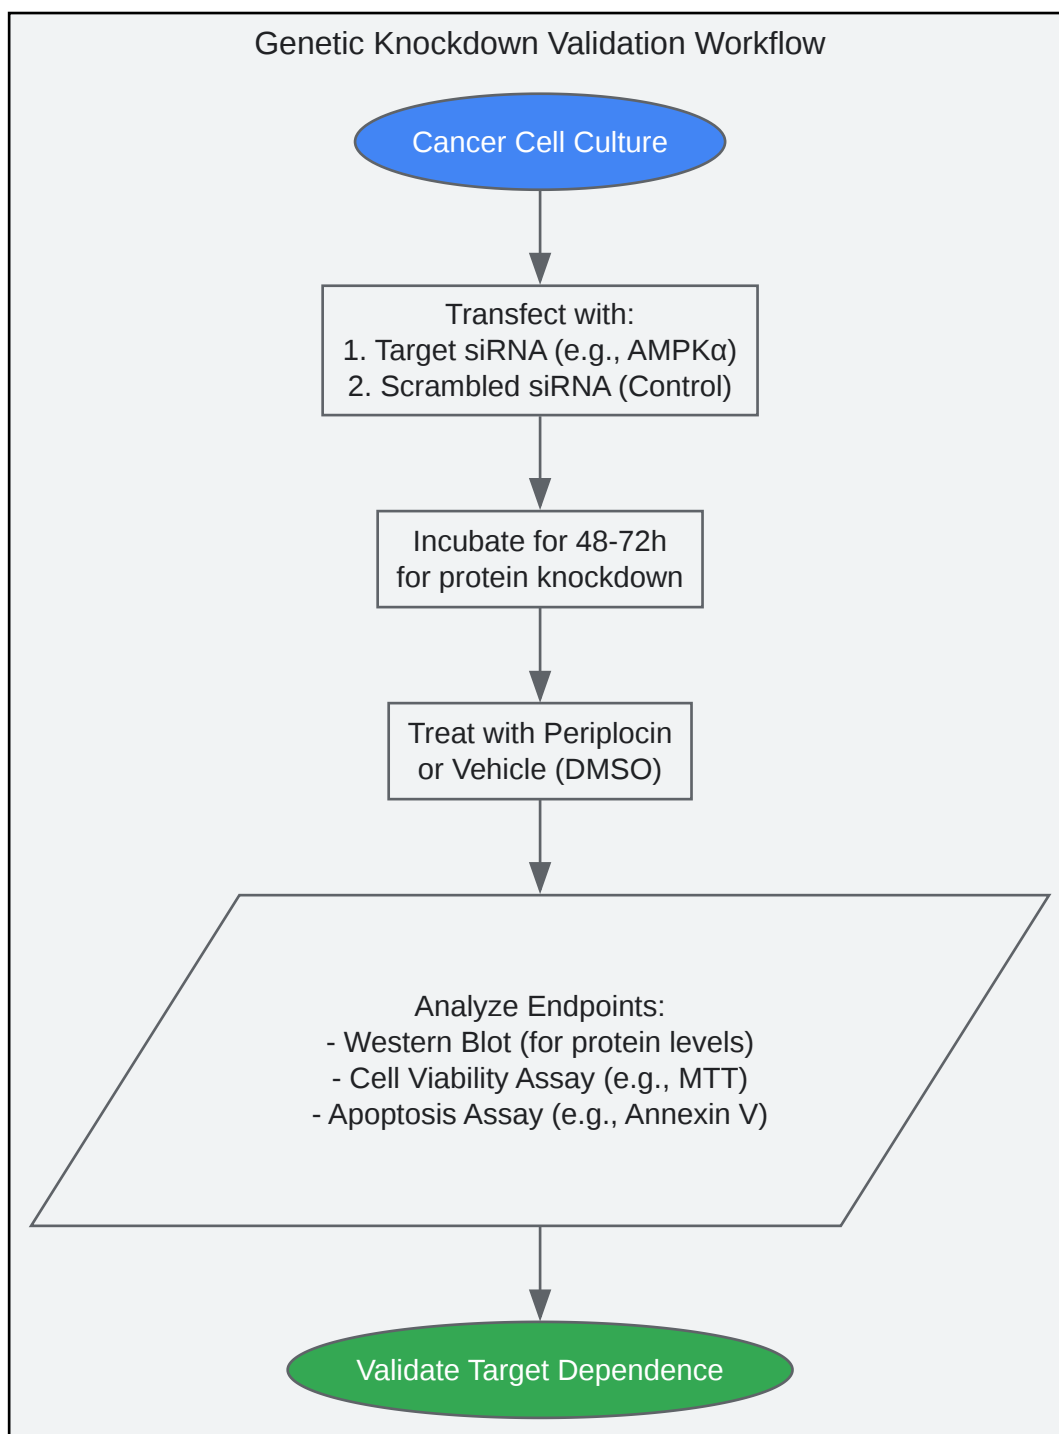 Genetic Knockdown Validation Workflow
Cancer Cell Culture
Transfect with:
1. Target siRNA (e.g., AMPKα)
2. Scrambled siRNA (Control)
Incubate for 48-72h
for protein knockdown
Treat with Periplocin
or Vehicle (DMSO)
Analyze Endpoints:
- Western Blot (for protein levels)
- Cell Viability Assay (e.g., MTT)
- Apoptosis Assay (e.g., Annexin V)
Validate Target Dependence